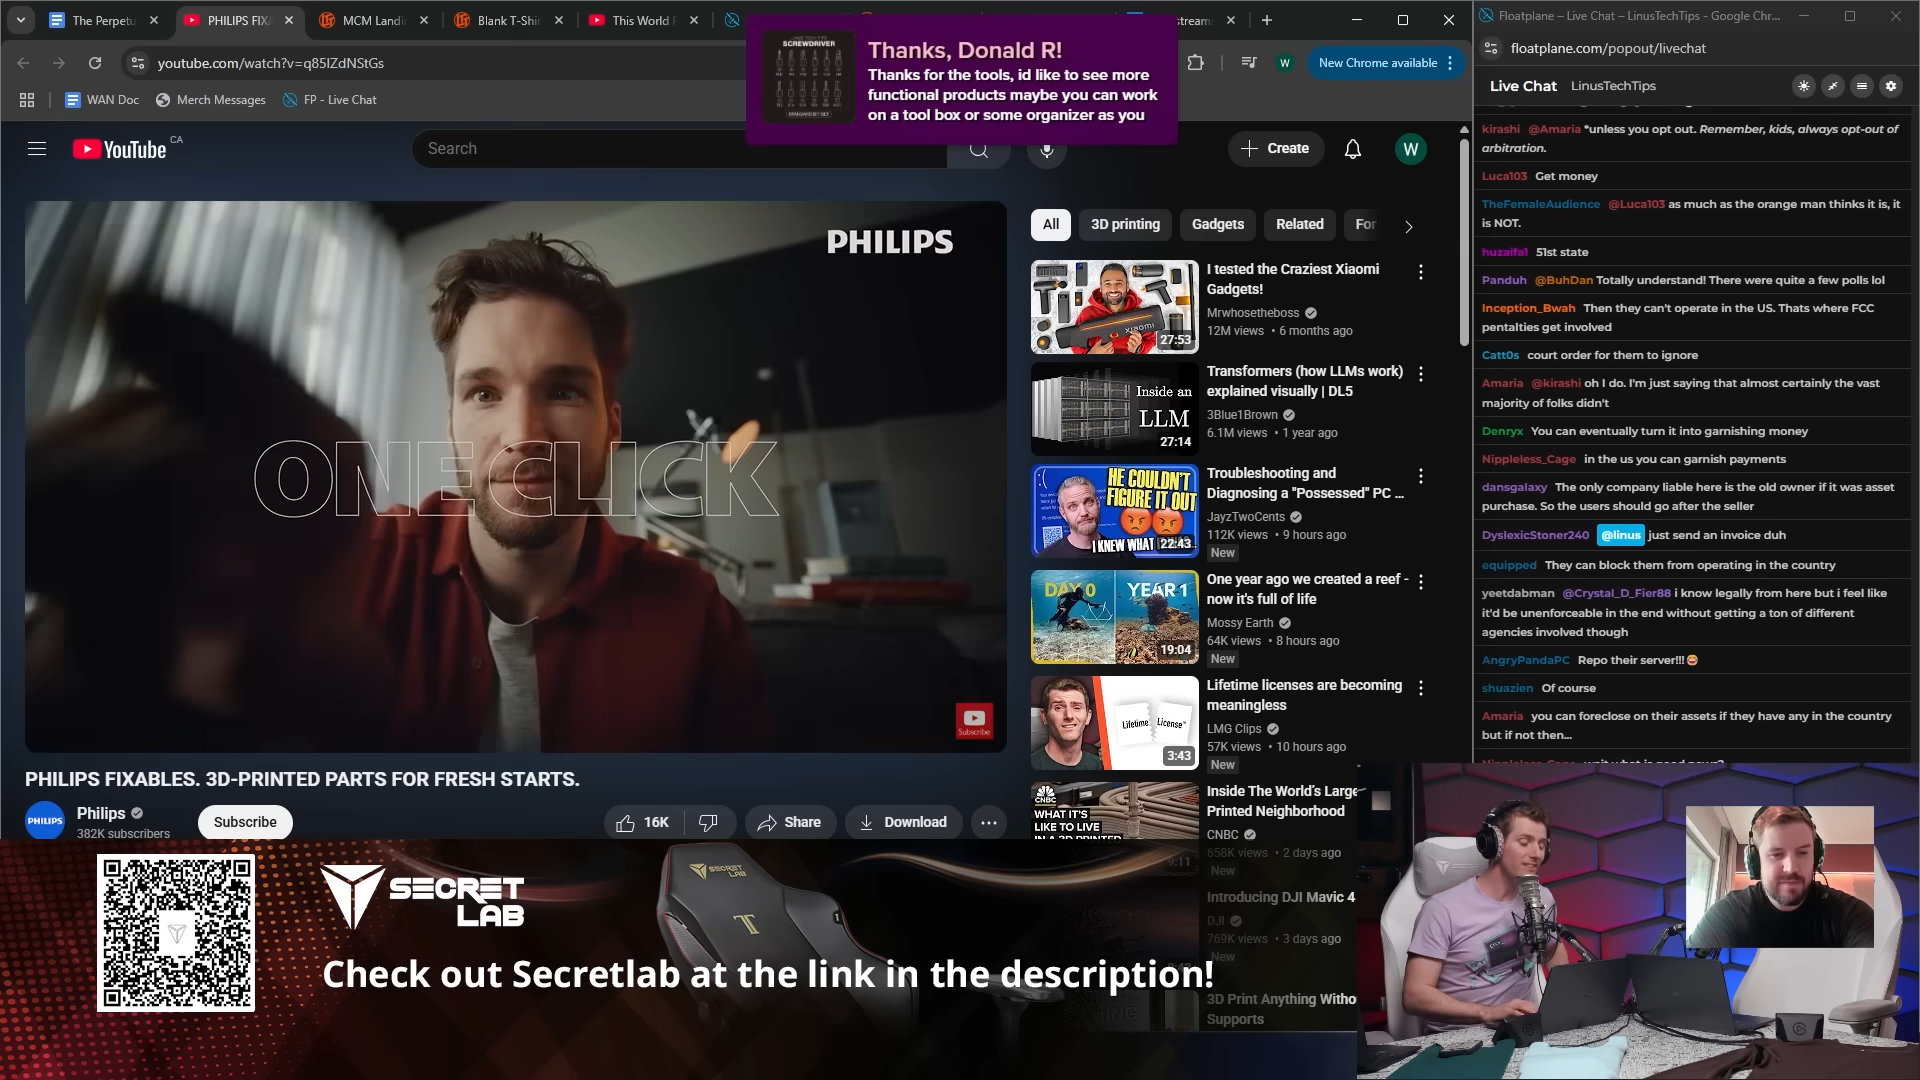 The Perpetu
PHILIPS FIXA
MCM Landi
Blank T-Shir
This World F
stream
Floatplane – Live Chat – LinusTechTips - Google Chr...
youtube.com/watch?v=q85IZdNStGs
New Chrome available
floatplane.com/popout/livechat
WAN Doc
Merch Messages
FP - Live Chat
Live Chat LinusTechTips
SCREWDRIVER
Thanks, Donald R!
Thanks for the tools, id like to see more
functional products maybe you can work
on a tool box or some organizer as you
YouTube CA
Search
Create
W
PHILIPS
ONE CLICK
Subscribe
PHILIPS FIXABLES. 3D-PRINTED PARTS FOR FRESH STARTS.
PHILIPS
Philips
382K subscribers
Subscribe
16K
Share
Download
All
3D printing
Gadgets
Related
For
27:53
I tested the Craziest Xiaomi
Gadgets!
Mrwhosetheboss
12M views • 6 months ago
Inside an
LLM
27:14
Transformers (how LLMs work)
explained visually | DL5
3Blue1Brown
6.1M views • 1 year ago
HE COULDN'T
FIGURE IT OUT
I KNEW WHAT
22:43
Troubleshooting and
Diagnosing a "Possessed" PC ...
JayzTwoCents
112K views • 9 hours ago
New
DAY 0
YEAR 1
19:04
One year ago we created a reef -
now it's full of life
Mossy Earth
64K views • 8 hours ago
New
Lifetime License
3:43
Lifetime licenses are becoming
meaningless
LMG Clips
57K views • 10 hours ago
New
CNBC
WHAT IT'S
LIKE TO LIVE
IN A 3D PRINTED
9:11
Inside The World's Large
Printed Neighborhood
CNBC
658K views • 2 days ago
New
Introducing DJI Mavic 4
DJI
769K views • 3 days ago
New
3D Print Anything Witho
Supports
kirashi @Amaria *unless you opt out. Remember, kids, always opt-out of
arbitration.
Luca103 Get money
TheFemaleAudience @Luca103 as much as the orange man thinks it is, it
is NOT.
huzaifa1 51st state
Panduh @BuhDan Totally understand! There were quite a few polls lol
Inception_Bwah Then they can't operate in the US. Thats where FCC
pentalties get involved
Catt0s court order for them to ignore
Amaria @kirashi oh I do. I'm just saying that almost certainly the vast
majority of folks didn't
Denryx You can eventually turn it into garnishing money
Nippleless_Cage in the us you can garnish payments
dansgalaxy The only company liable here is the old owner if it was asset
purchase. So the users should go after the seller
DyslexicStoner240 @linus just send an invoice duh
equipped They can block them from operating in the country
yeetdabman @Crystal_D_Fier88 i know legally from here but i feel like
it'd be unenforceable in the end without getting a ton of different
agencies involved though
AngryPandaPC Repo their server!!!
shuazien Of course
Amaria you can foreclose on their assets if they have any in the country
but if not then...
SECRET
LAB
SECRET
LAB
Check out Secretlab at the link in the description!